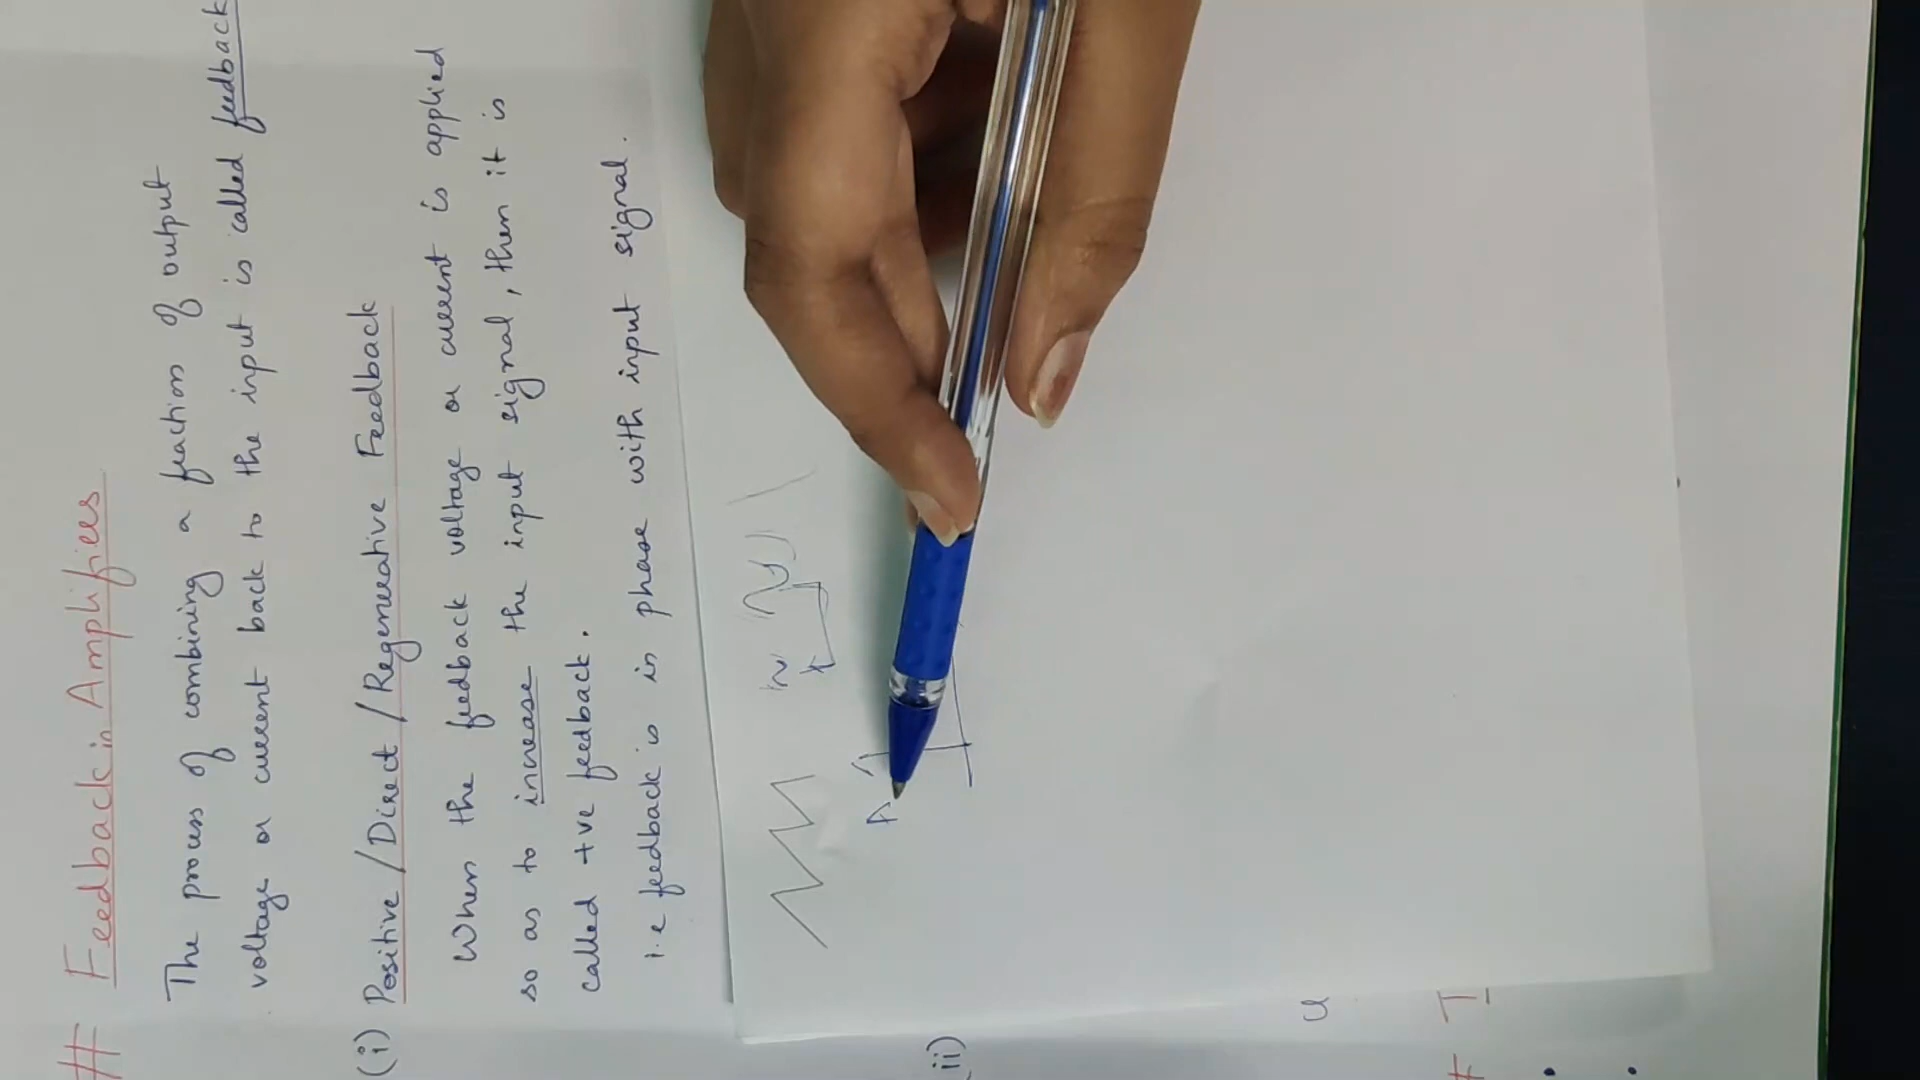 # Feedback in Amplifiers
The process of combining a fraction of output
voltage or current back to the input is called feedback
(i) Positive/Direct/Regenerative Feedback
When the feedback voltage or current is applied
so as to increase the input signal, then it is
called +ve feedback.
i.e feedback is in phase with input signal.
(ii)